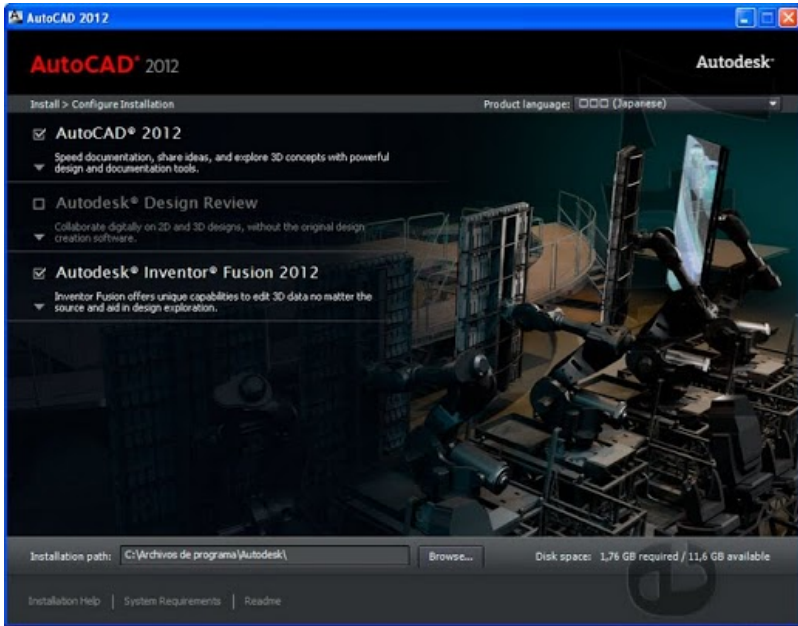 AutoCAD 2012
AutoCAD® 2012
Autodesk™
Install > Configure Installation
Product language: □□□ (Japanese)
AutoCAD® 2012
Speed documentation, share ideas, and explore 3D concepts with powerful
design and documentation tools.
Autodesk® Design Review
Collaborate digitally on 2D and 3D designs, without the original design
creation software.
Autodesk® Inventor® Fusion 2012
Inventor Fusion offers unique capabilities to edit 3D data no matter the
source and aid in design exploration.
Installation path: C:\Archivos de programa\Autodesk\ Browse... Disk space: 1,76 GB required / 11,6 GB available
Installation Help | System Requirements | Readme